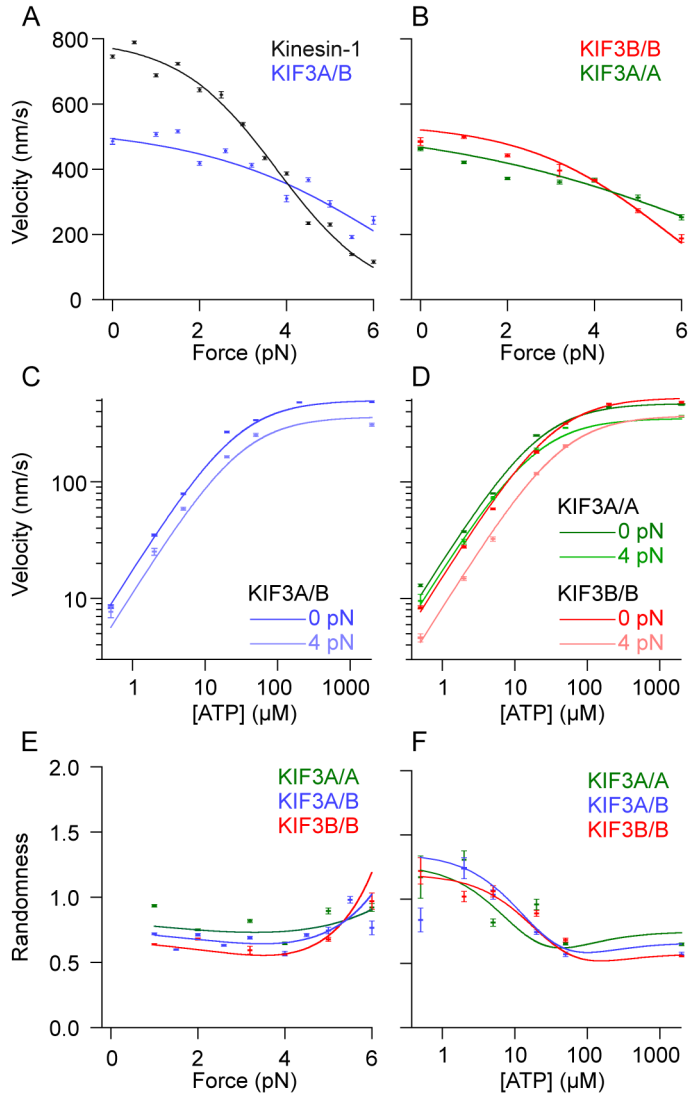 A
B
800
600
400
200
0
Velocity (nm/s)
Kinesin-1
KIF3A/B
KIF3B/B
KIF3A/A
0 2 4 6
0 2 4 6
Force (pN)
Force (pN)
C
D
100
10
Velocity (nm/s)
KIF3A/B
0 pN
4 pN
KIF3A/A
0 pN
4 pN
KIF3B/B
0 pN
4 pN
1 10 100 1000
1 10 100 1000
[ATP] (µM)
[ATP] (µM)
E
F
2.0
1.5
1.0
0.5
0.0
Randomness
KIF3A/A
KIF3A/B
KIF3B/B
KIF3A/A
KIF3A/B
KIF3B/B
0 2 4 6
1 10 100 1000
Force (pN)
[ATP] (µM)